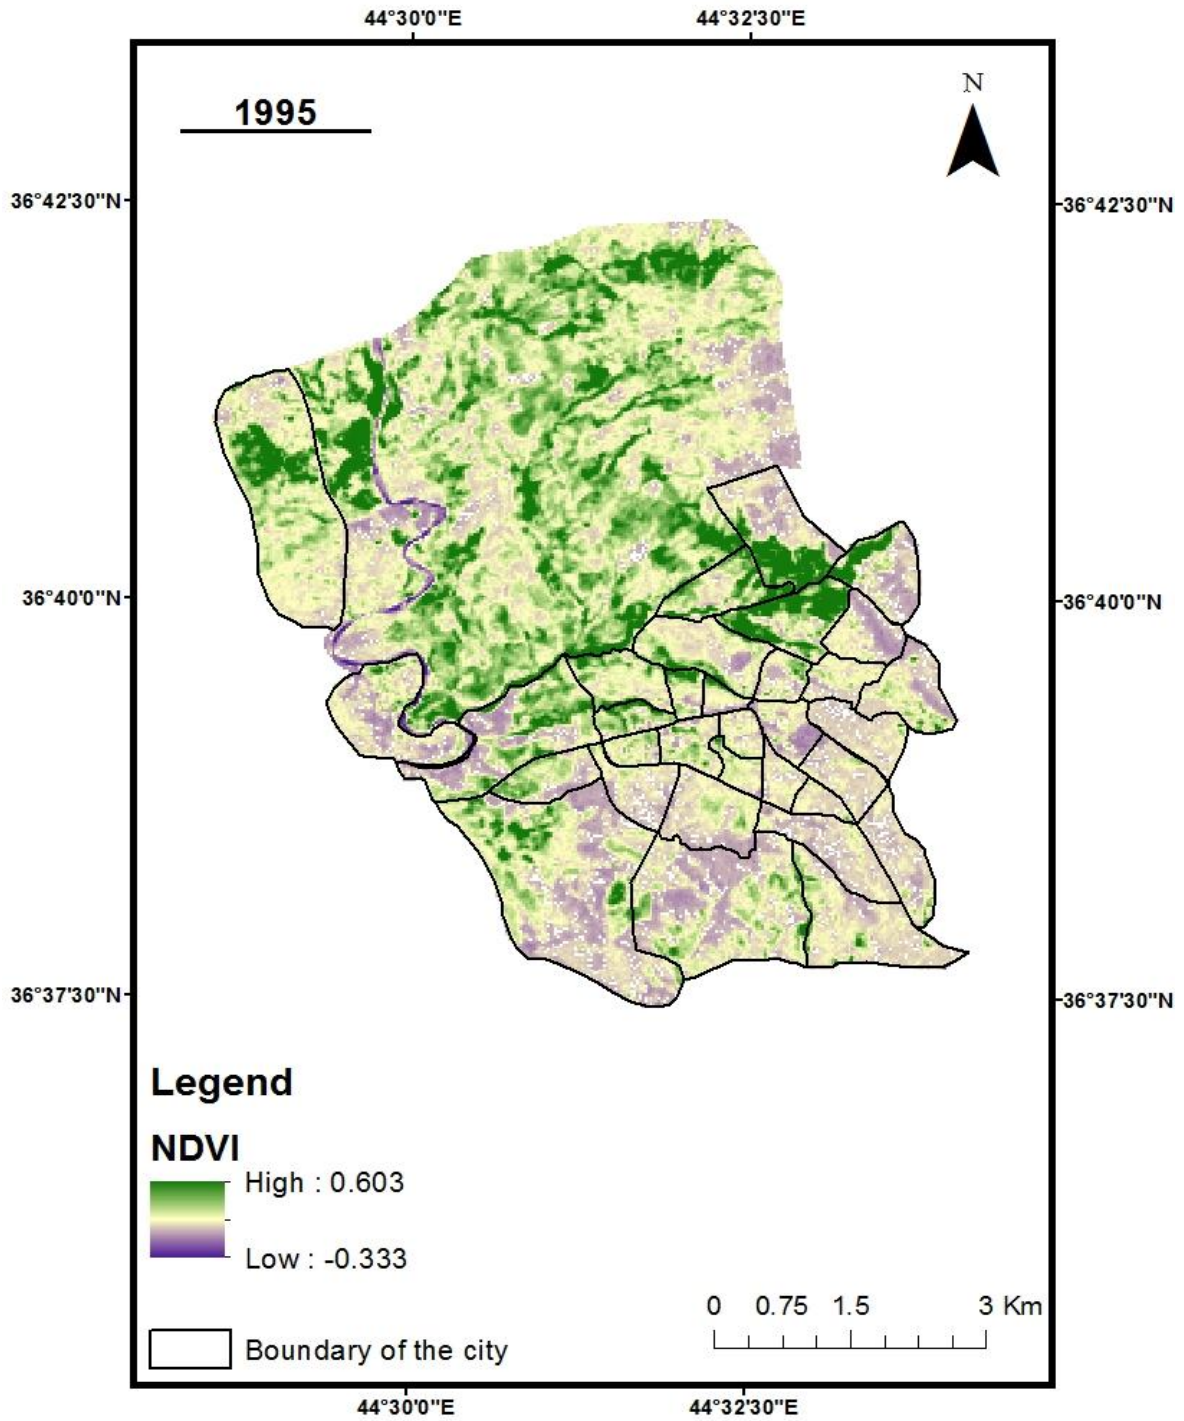 44°30'0"E 44°32'30"E
1995
N
36°42'30"N 36°42'30"N
36°40'0"N 36°40'0"N
36°37'30"N 36°37'30"N
Legend
NDVI
High : 0.603
Low : -0.333
0 0.75 1.5 3 Km
Boundary of the city
44°30'0"E 44°32'30"E